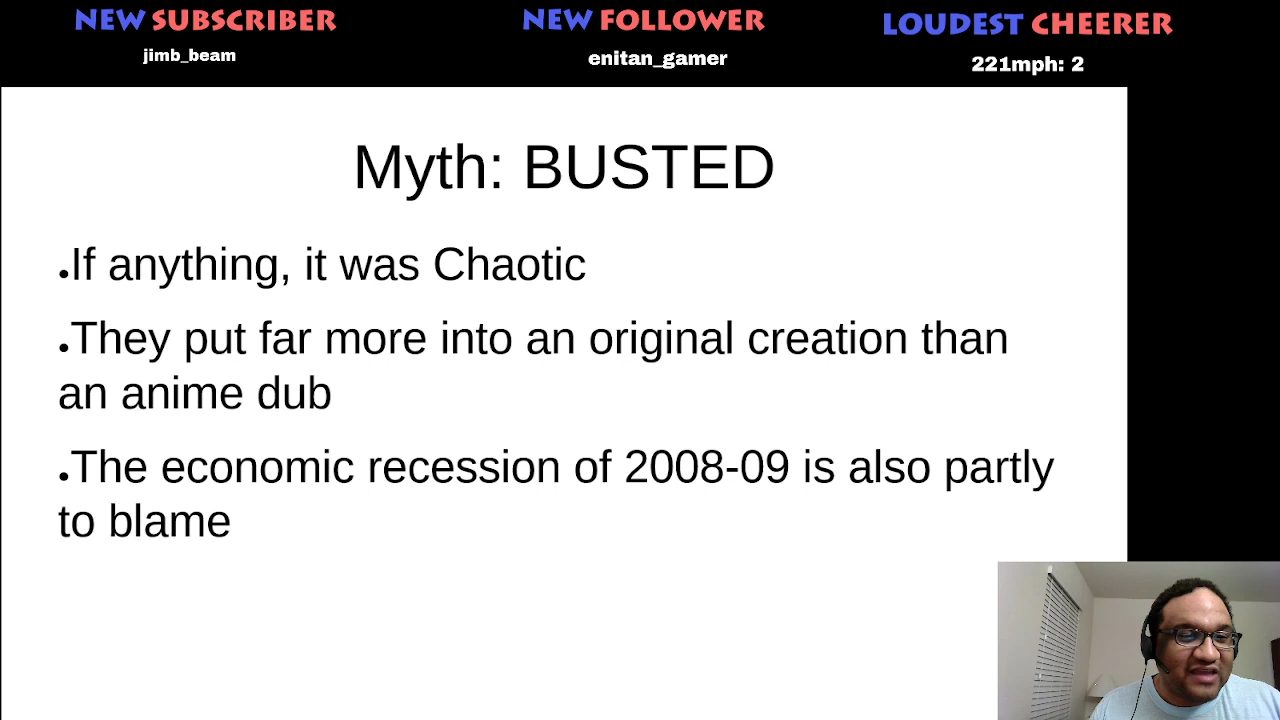 NEW SUBSCRIBER
jimb_beam
NEW FOLLOWER
enitan_gamer
LOUDEST CHEERER
221mph: 2
Myth: BUSTED
●If anything, it was Chaotic
●They put far more into an original creation than
an anime dub
●The economic recession of 2008-09 is also partly
to blame